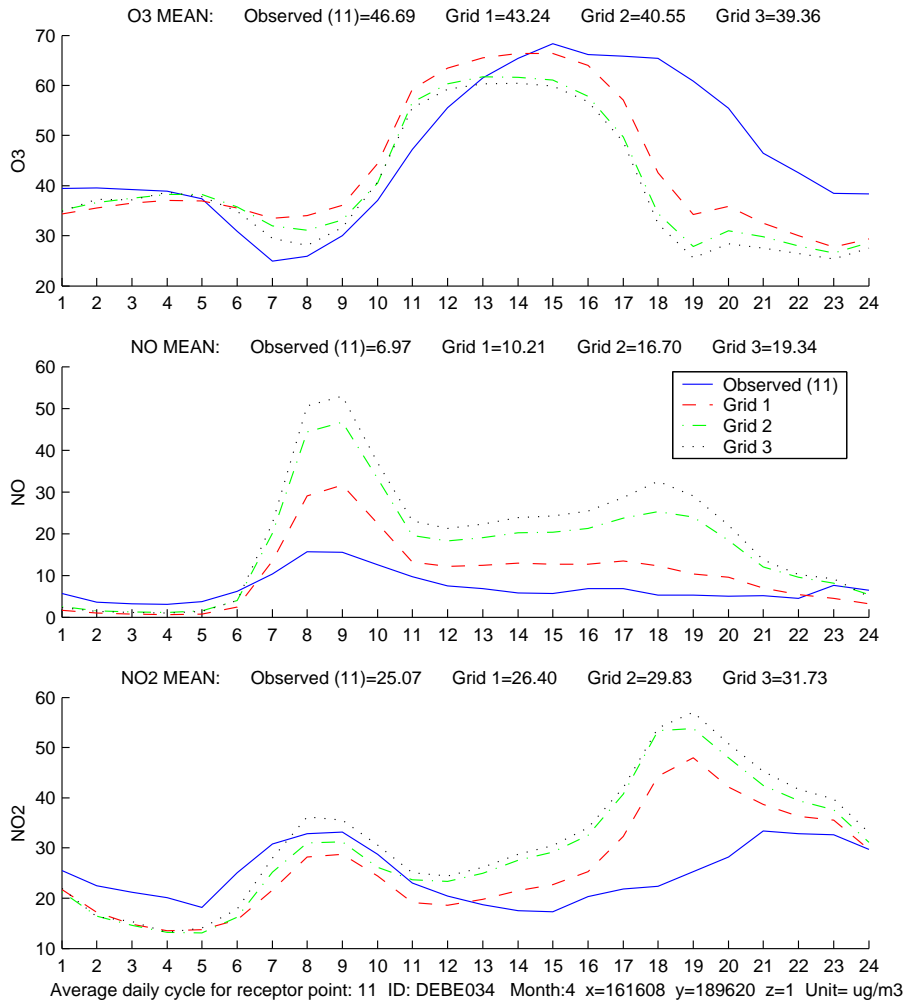 O3 MEAN: Observed (11)=46.69 Grid 1=43.24 Grid 2=40.55 Grid 3=39.36
70
60
50
40
30
20
O3
1 2 3 4 5 6 7 8 9 10 11 12 13 14 15 16 17 18 19 20 21 22 23 24
NO MEAN: Observed (11)=6.97 Grid 1=10.21 Grid 2=16.70 Grid 3=19.34
60
50
40
30
20
10
0
NO
Observed (11)
Grid 1
Grid 2
Grid 3
1 2 3 4 5 6 7 8 9 10 11 12 13 14 15 16 17 18 19 20 21 22 23 24
NO2 MEAN: Observed (11)=25.07 Grid 1=26.40 Grid 2=29.83 Grid 3=31.73
60
50
40
30
20
10
NO2
1 2 3 4 5 6 7 8 9 10 11 12 13 14 15 16 17 18 19 20 21 22 23 24
Average daily cycle for receptor point: 11 ID: DEBE034 Month:4 x=161608 y=189620 z=1 Unit= ug/m3